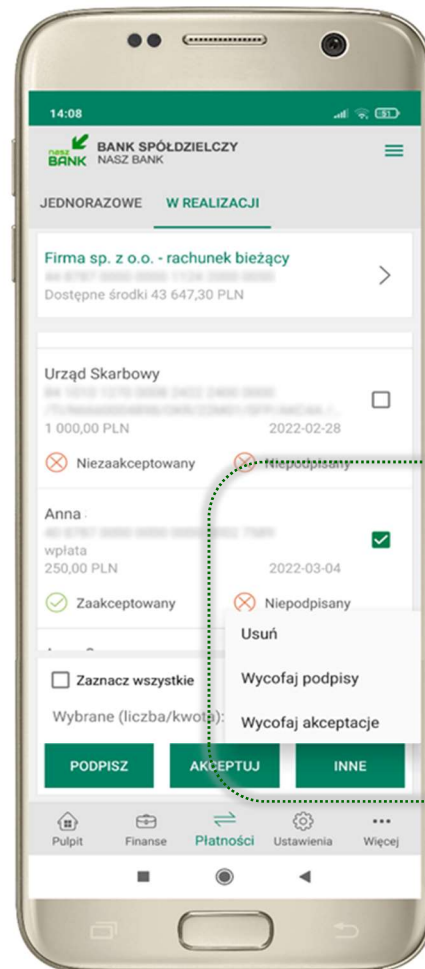 14:08
51
nasz BANK
BANK SPÓŁDZIELCZY
NASZ BANK
JEDNORAZOWE W REALIZACJI
Firma sp. z o.o. - rachunek bieżący
Dostępne środki 43 647,30 PLN
Urząd Skarbowy
1 000,00 PLN 2022-02-28
Niezaakceptowany Niepodpisany
Anna
wpłata
250,00 PLN 2022-03-04
Zaakceptowany Niepodpisany
Usuń
Zaznacz wszystkie Wycofaj podpisy
Wybrane (liczba/kwota): Wycofaj akceptacje
PODPISZ AKCEPTUJ INNE
Pulpit Finanse Płatności Ustawienia Więcej